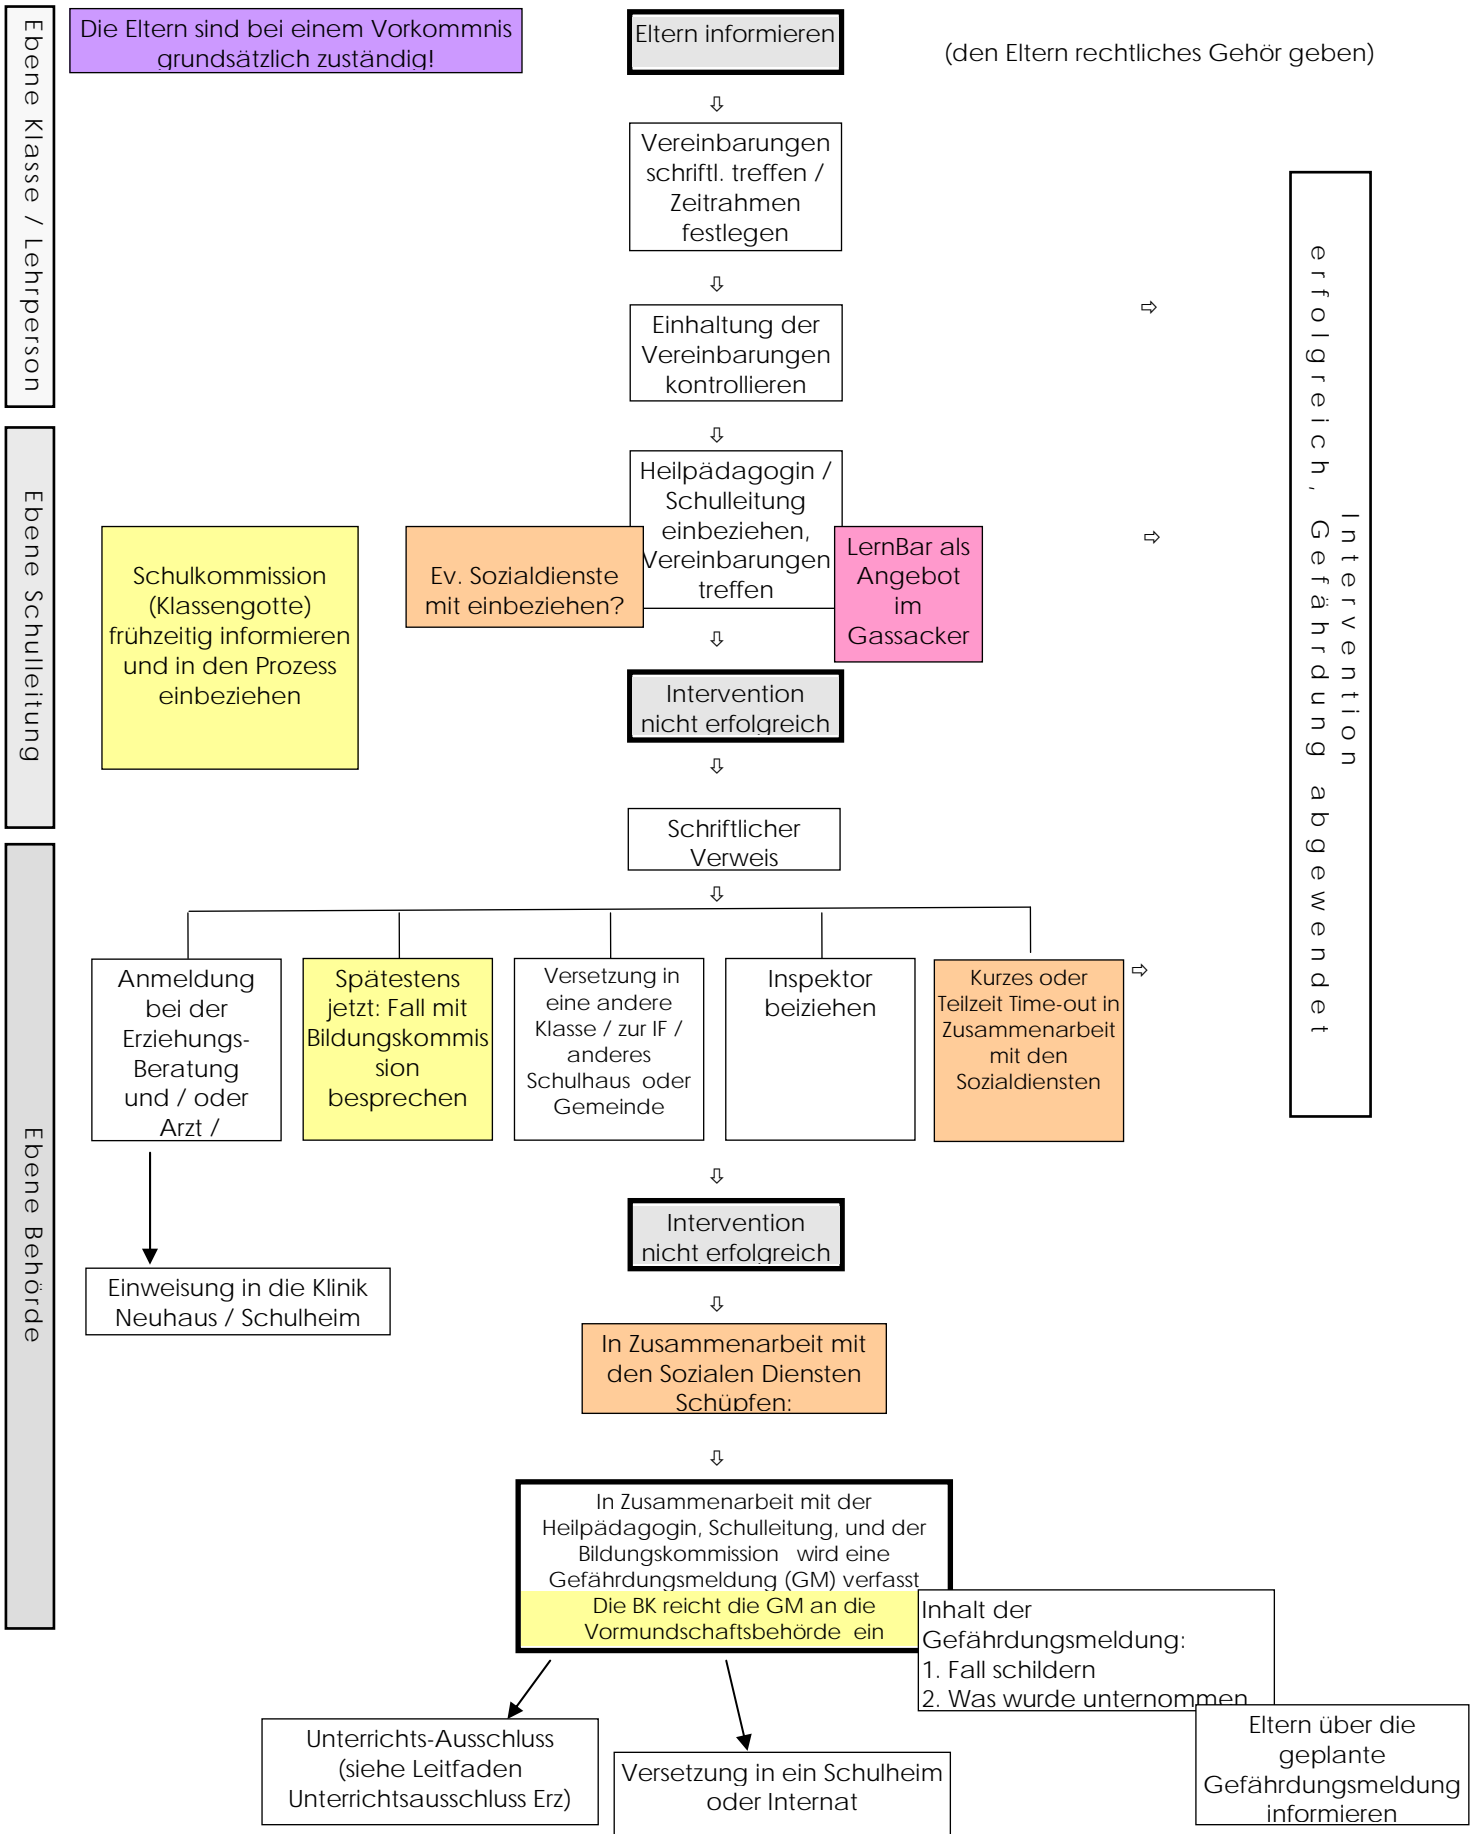 Ebene Klasse / Lehrperson
Die Eltern sind bei einem Vorkommnis
grundsätzlich zuständig!
Eltern informieren
(den Eltern rechtliches Gehör geben)
Vereinbarungen
schriftl. treffen /
Zeitrahmen
festlegen
Einhaltung der
Vereinbarungen
kontrollieren
Intervention
erfolgreich, Gefährdung abgewendet
Ebene Schulleitung
Schulkommission
(Klassengotte)
frühzeitig informieren
und in den Prozess
einbeziehen
Ev. Sozialdienste
mit einbeziehen?
Heilpädagogin /
Schulleitung
einbeziehen,
Vereinbarungen
treffen
LernBar als
Angebot
im
Gassacker
Intervention
nicht erfolgreich
Schriftlicher
Verweis
Ebene Behörde
Anmeldung
bei der
Erziehungs-
Beratung
und / oder
Arzt /
Spätestens
jetzt: Fall mit
Bildungskommis
sion
besprechen
Versetzung in
eine andere
Klasse / zur IF /
anderes
Schulhaus oder
Gemeinde
Inspektor
beiziehen
Kurzes oder
Teilzeit Time-out in
Zusammenarbeit
mit den
Sozialdiensten
Einweisung in die Klinik
Neuhaus / Schulheim
Intervention
nicht erfolgreich
In Zusammenarbeit mit
den Sozialen Diensten
Schüpfen:
In Zusammenarbeit mit der
Heilpädagogin, Schulleitung, und der
Bildungskommission wird eine
Gefährdungsmeldung (GM) verfasst
Die BK reicht die GM an die
Vormundschaftsbehörde ein
Inhalt der
Gefährdungsmeldung:
1. Fall schildern
2. Was wurde unternommen
Eltern über die
geplante
Gefährdungsmeldung
informieren
Unterrichts-Ausschluss
(siehe Leitfaden
Unterrichtsausschluss Erz)
Versetzung in ein Schulheim
oder Internat